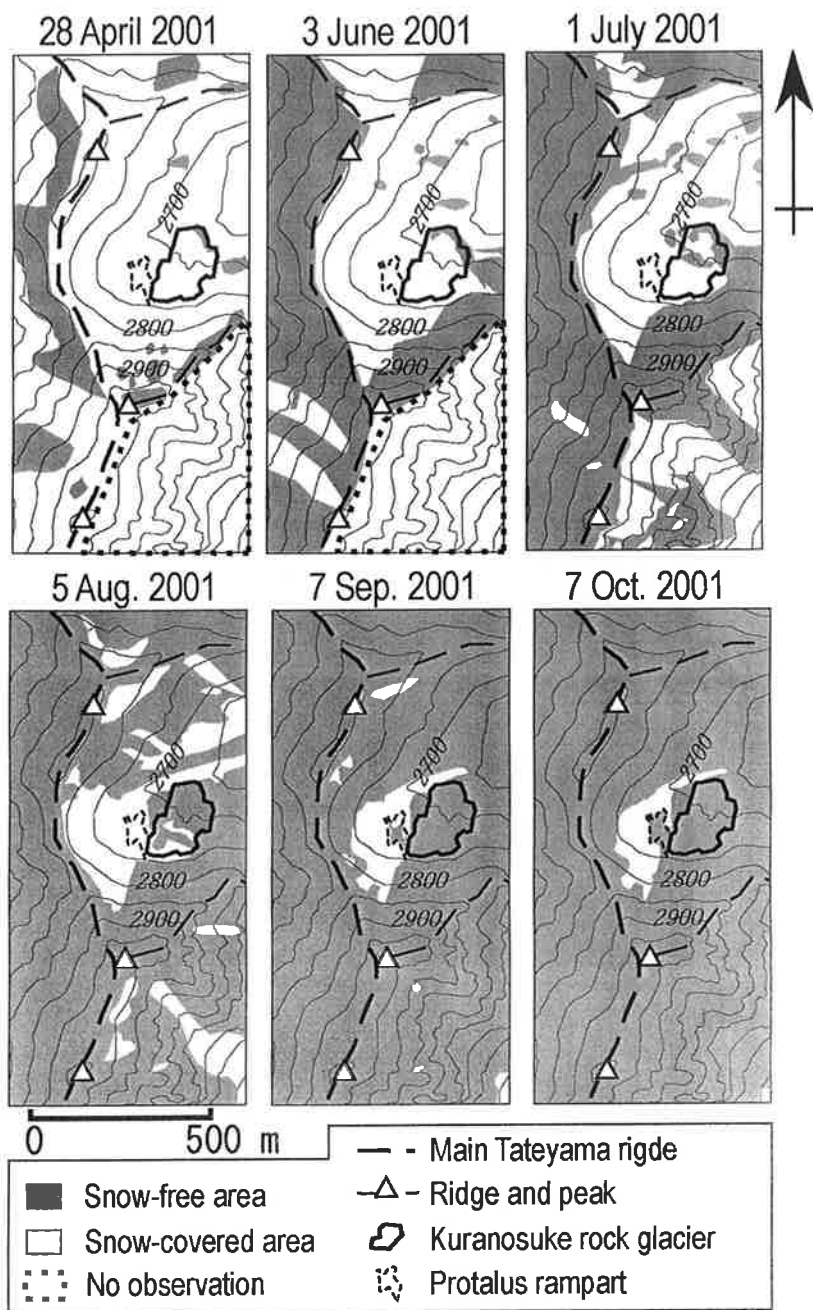 28 April 2001
3 June 2001
1 July 2001
2700
2800
2900
2700
2800
2900
2700
2800
2900
5 Aug. 2001
7 Sep. 2001
7 Oct. 2001
2700
2800
2900
2700
2800
2900
2700
2800
2900
0 500 m
Main Tateyama rigde
Snow-free area
Ridge and peak
Snow-covered area
Kuranosuke rock glacier
No observation
Protalus rampart